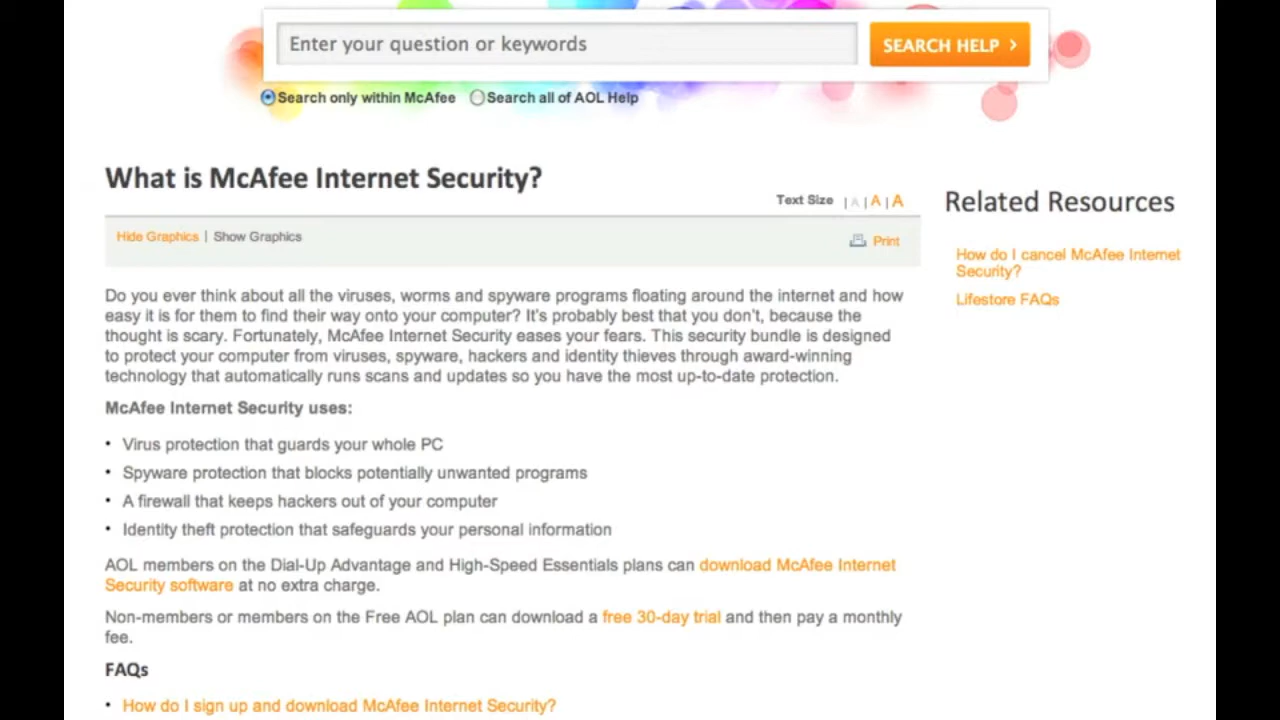 Enter your question or keywords
SEARCH HELP >
Search only within McAfee Search all of AOL Help
What is McAfee Internet Security?
Text Size | A | A | A
Hide Graphics | Show Graphics
Print
Do you ever think about all the viruses, worms and spyware programs floating around the internet and how
easy it is for them to find their way onto your computer? It's probably best that you don't, because the
thought is scary. Fortunately, McAfee Internet Security eases your fears. This security bundle is designed
to protect your computer from viruses, spyware, hackers and identity thieves through award-winning
technology that automatically runs scans and updates so you have the most up-to-date protection.
McAfee Internet Security uses:
• Virus protection that guards your whole PC
• Spyware protection that blocks potentially unwanted programs
• A firewall that keeps hackers out of your computer
• Identity theft protection that safeguards your personal information
AOL members on the Dial-Up Advantage and High-Speed Essentials plans can download McAfee Internet
Security software at no extra charge.
Non-members or members on the Free AOL plan can download a free 30-day trial and then pay a monthly
fee.
FAQs
• How do I sign up and download McAfee Internet Security?
Related Resources
How do I cancel McAfee Internet
Security?
Lifestore FAQs